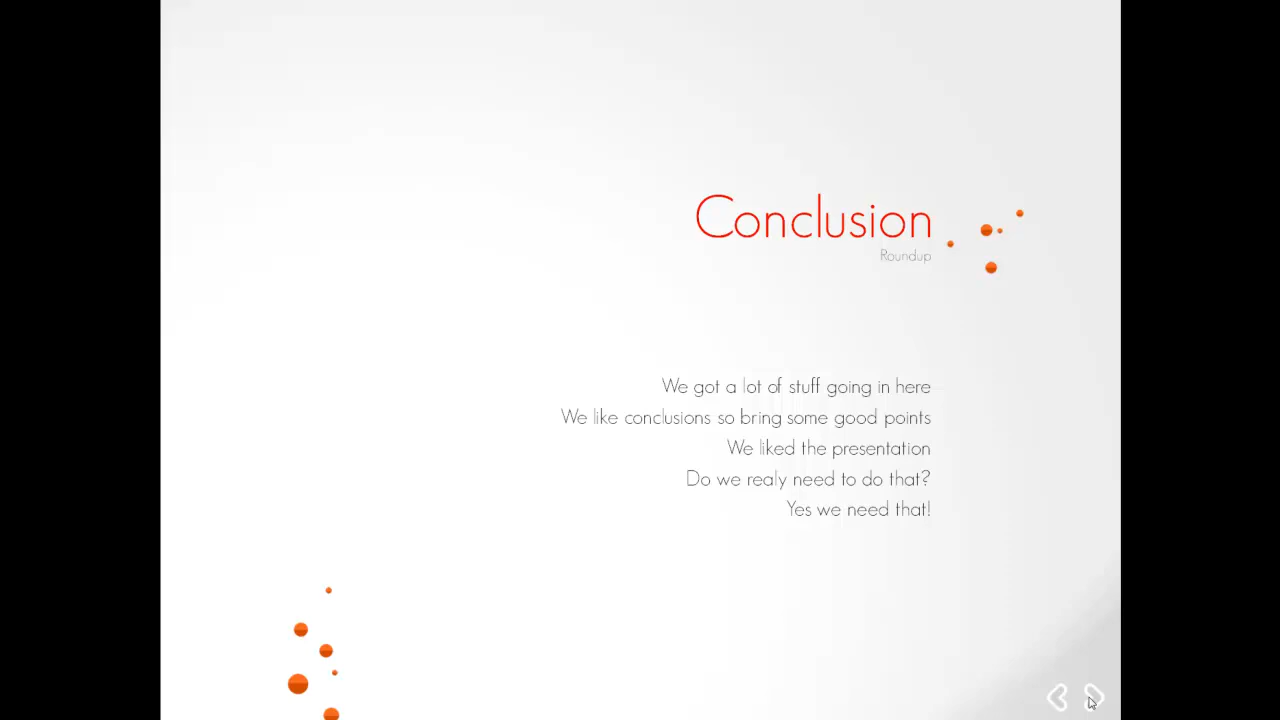 Conclusion
Roundup
We got a lot of stuff going in here
We like conclusions so bring some good points
We liked the presentation
Do we realy need to do that?
Yes we need that!